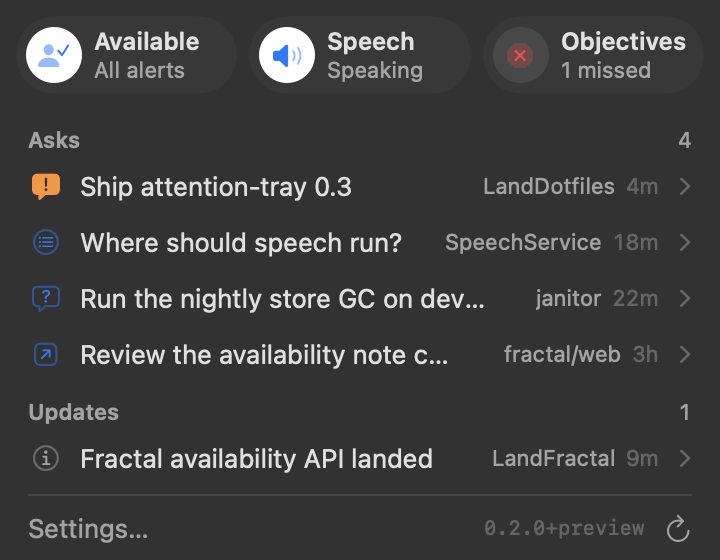 Available
All alerts
Speech
Speaking
Objectives
1 missed
Asks 4
Ship attention-tray 0.3 LandDotfiles 4m
Where should speech run? SpeechService 18m
Run the nightly store GC on dev... janitor 22m
Review the availability note c... fractal/web 3h
Updates 1
Fractal availability API landed LandFractal 9m
Settings... 0.2.0+preview